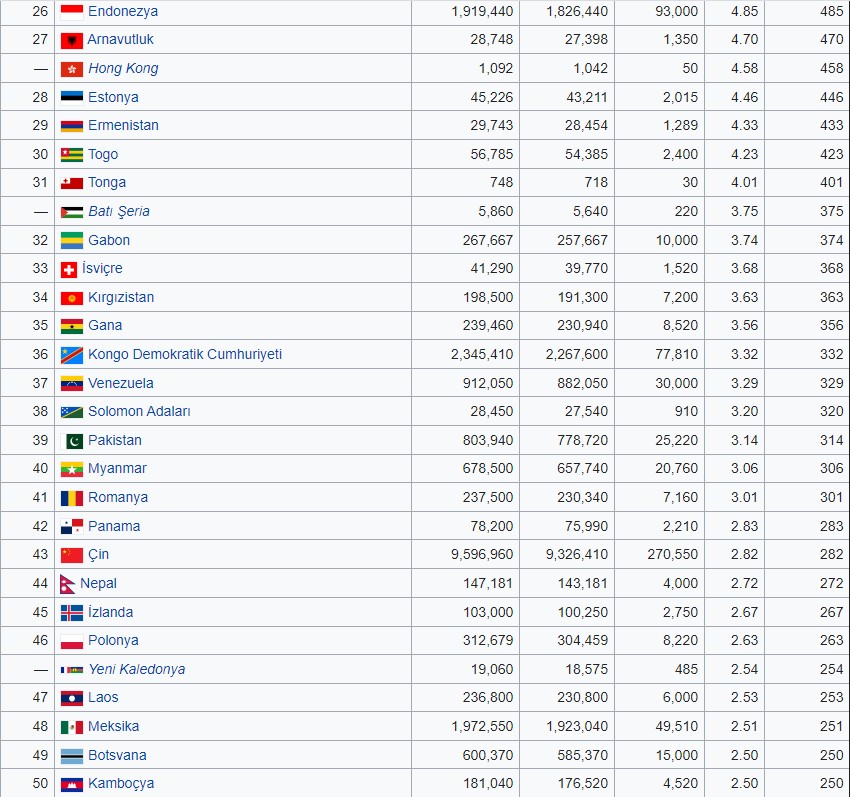 26 Endonezya 1,919,440 1,826,440 93,000 4.85 485
27 Arnavutluk 28,748 27,398 1,350 4.70 470
— Hong Kong 1,092 1,042 50 4.58 458
28 Estonya 45,226 43,211 2,015 4.46 446
29 Ermenistan 29,743 28,454 1,289 4.33 433
30 Togo 56,785 54,385 2,400 4.23 423
31 Tonga 748 718 30 4.01 401
— Batı Şeria 5,860 5,640 220 3.75 375
32 Gabon 267,667 257,667 10,000 3.74 374
33 İsviçre 41,290 39,770 1,520 3.68 368
34 Kırgızistan 198,500 191,300 7,200 3.63 363
35 Gana 239,460 230,940 8,520 3.56 356
36 Kongo Demokratik Cumhuriyeti 2,345,410 2,267,600 77,810 3.32 332
37 Venezuela 912,050 882,050 30,000 3.29 329
38 Solomon Adaları 28,450 27,540 910 3.20 320
39 Pakistan 803,940 778,720 25,220 3.14 314
40 Myanmar 678,500 657,740 20,760 3.06 306
41 Romanya 237,500 230,340 7,160 3.01 301
42 Panama 78,200 75,990 2,210 2.83 283
43 Çin 9,596,960 9,326,410 270,550 2.82 282
44 Nepal 147,181 143,181 4,000 2.72 272
45 İzlanda 103,000 100,250 2,750 2.67 267
46 Polonya 312,679 304,459 8,220 2.63 263
— Yeni Kaledonya 19,060 18,575 485 2.54 254
47 Laos 236,800 230,800 6,000 2.53 253
48 Meksika 1,972,550 1,923,040 49,510 2.51 251
49 Botsvana 600,370 585,370 15,000 2.50 250
50 Kamboçya 181,040 176,520 4,520 2.50 250